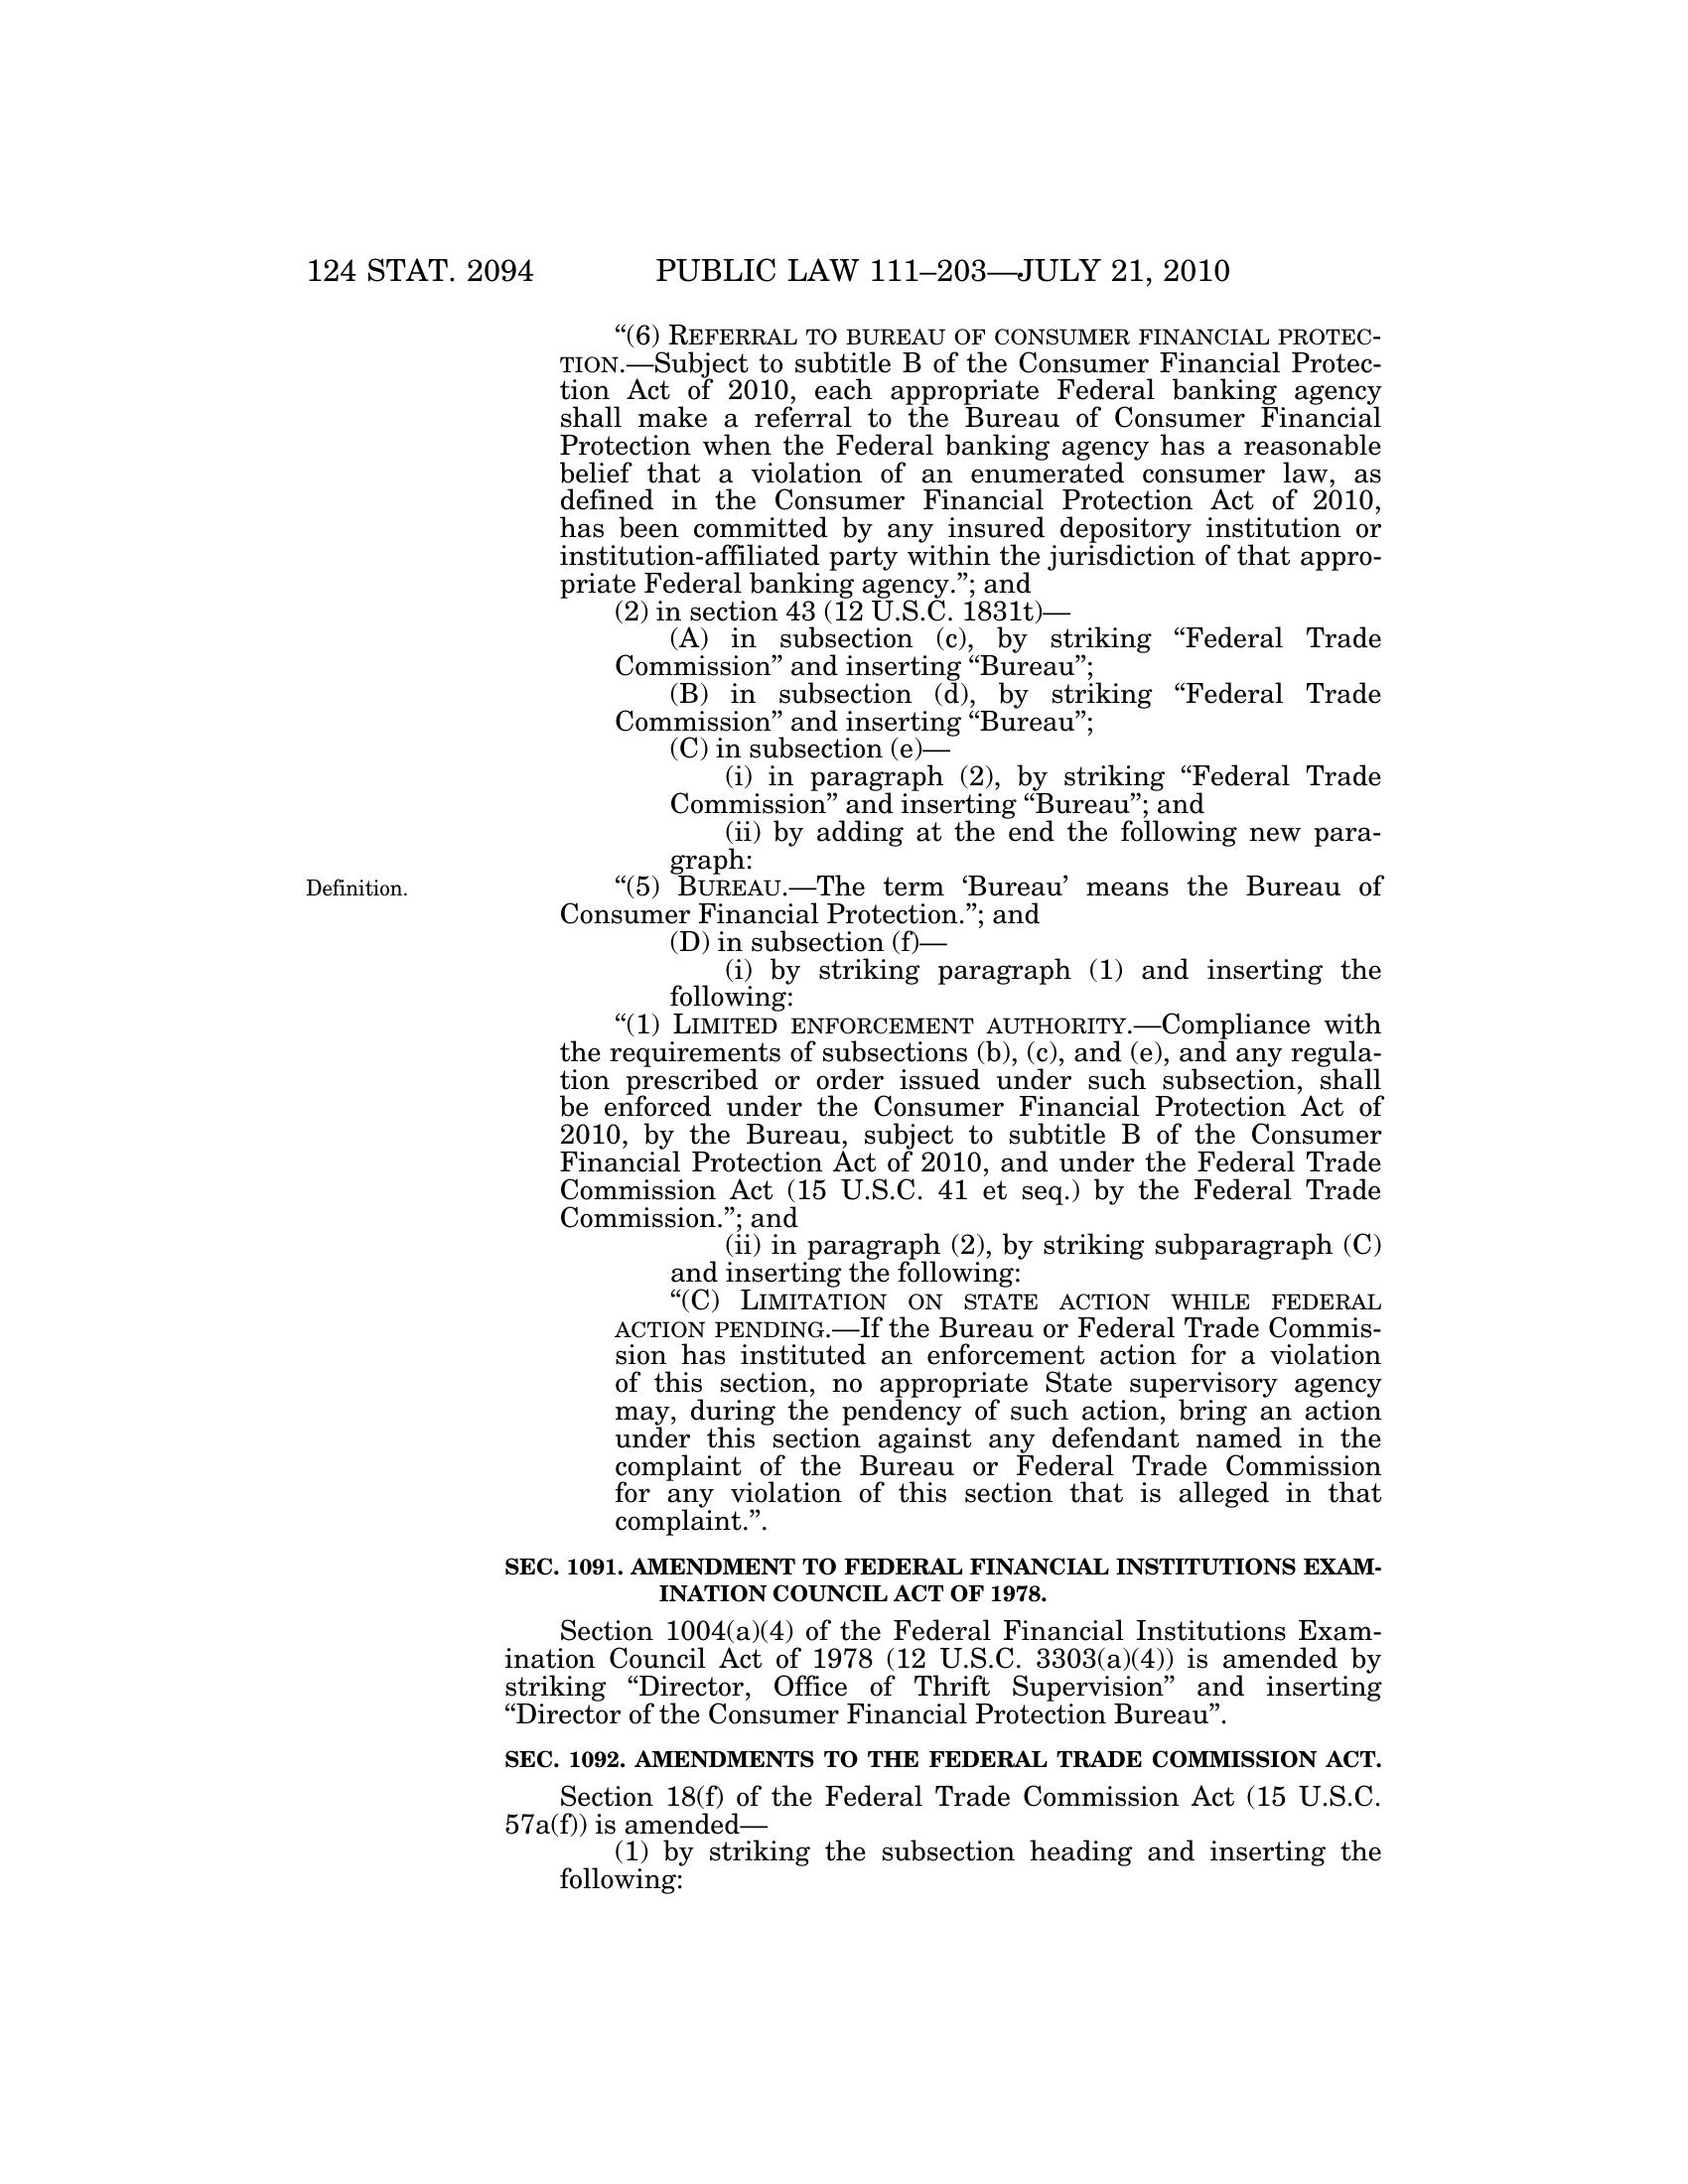 124 STAT. 2094 PUBLIC LAW 111–203—JULY 21, 2010
“(6) REFERRAL TO BUREAU OF CONSUMER FINANCIAL PROTEC-
TION.—Subject to subtitle B of the Consumer Financial Protec-
tion Act of 2010, each appropriate Federal banking agency
shall make a referral to the Bureau of Consumer Financial
Protection when the Federal banking agency has a reasonable
belief that a violation of an enumerated consumer law, as
defined in the Consumer Financial Protection Act of 2010,
has been committed by any insured depository institution or
institution-affiliated party within the jurisdiction of that appro-
priate Federal banking agency.”; and
(2) in section 43 (12 U.S.C. 1831t)—
(A) in subsection (c), by striking “Federal Trade
Commission” and inserting “Bureau”;
(B) in subsection (d), by striking “Federal Trade
Commission” and inserting “Bureau”;
(C) in subsection (e)—
(i) in paragraph (2), by striking “Federal Trade
Commission” and inserting “Bureau”; and
(ii) by adding at the end the following new para-
graph:
Definition.
“(5) BUREAU.—The term ‘Bureau’ means the Bureau of
Consumer Financial Protection.”; and
(D) in subsection (f)—
(i) by striking paragraph (1) and inserting the
following:
“(1) LIMITED ENFORCEMENT AUTHORITY.—Compliance with
the requirements of subsections (b), (c), and (e), and any regula-
tion prescribed or order issued under such subsection, shall
be enforced under the Consumer Financial Protection Act of
2010, by the Bureau, subject to subtitle B of the Consumer
Financial Protection Act of 2010, and under the Federal Trade
Commission Act (15 U.S.C. 41 et seq.) by the Federal Trade
Commission.”; and
(ii) in paragraph (2), by striking subparagraph (C)
and inserting the following:
“(C) LIMITATION ON STATE ACTION WHILE FEDERAL
ACTION PENDING.—If the Bureau or Federal Trade Commis-
sion has instituted an enforcement action for a violation
of this section, no appropriate State supervisory agency
may, during the pendency of such action, bring an action
under this section against any defendant named in the
complaint of the Bureau or Federal Trade Commission
for any violation of this section that is alleged in that
complaint.”.
SEC. 1091. AMENDMENT TO FEDERAL FINANCIAL INSTITUTIONS EXAM-
INATION COUNCIL ACT OF 1978.
Section 1004(a)(4) of the Federal Financial Institutions Exam-
ination Council Act of 1978 (12 U.S.C. 3303(a)(4)) is amended by
striking “Director, Office of Thrift Supervision” and inserting
“Director of the Consumer Financial Protection Bureau”.
SEC. 1092. AMENDMENTS TO THE FEDERAL TRADE COMMISSION ACT.
Section 18(f) of the Federal Trade Commission Act (15 U.S.C.
57a(f)) is amended—
(1) by striking the subsection heading and inserting the
following: